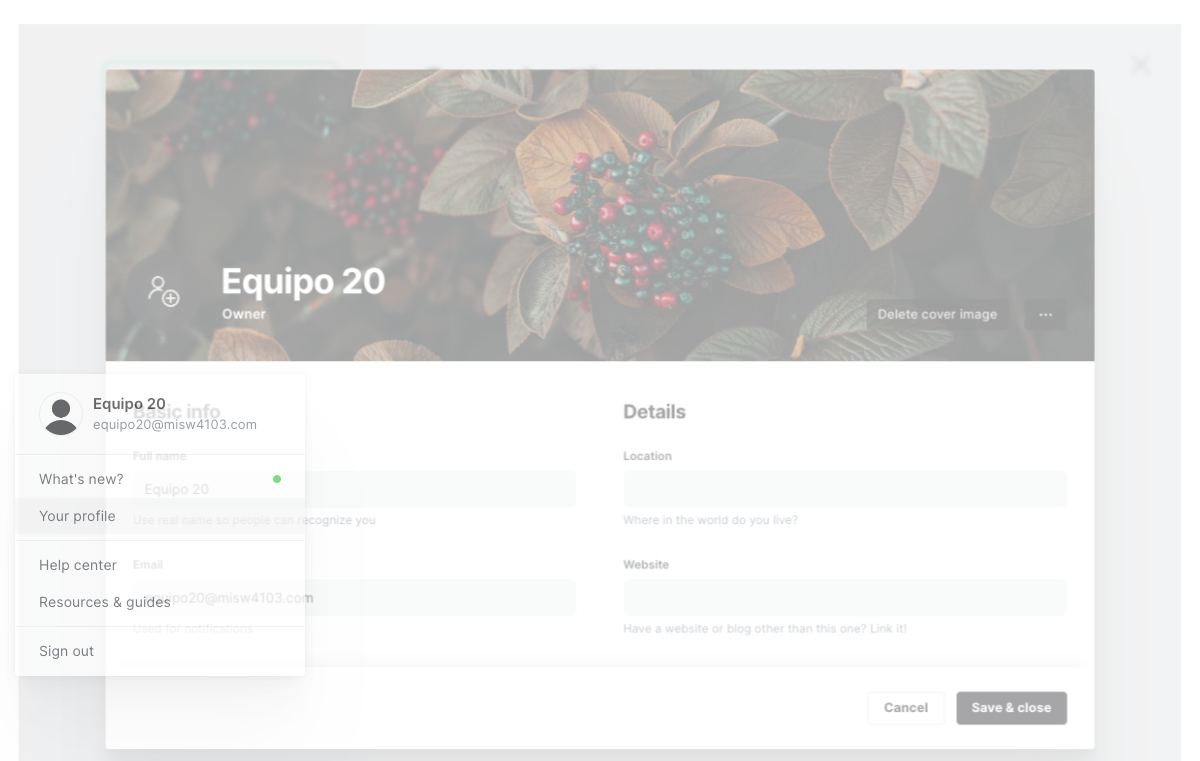 Equipo 20
Owner
Delete cover image
Equipo 20
equipo20@misw4103.com
What's new?
Your profile
Help center
Resources & guides
Sign out
Basic info
Full name
Equipo 20
Use real name so people can recognize you
Email
equipo20@misw4103.com
Used for notifications
Details
Location
Where in the world do you live?
Website
Have a website or blog other than this one? Link it!
Cancel
Save & close